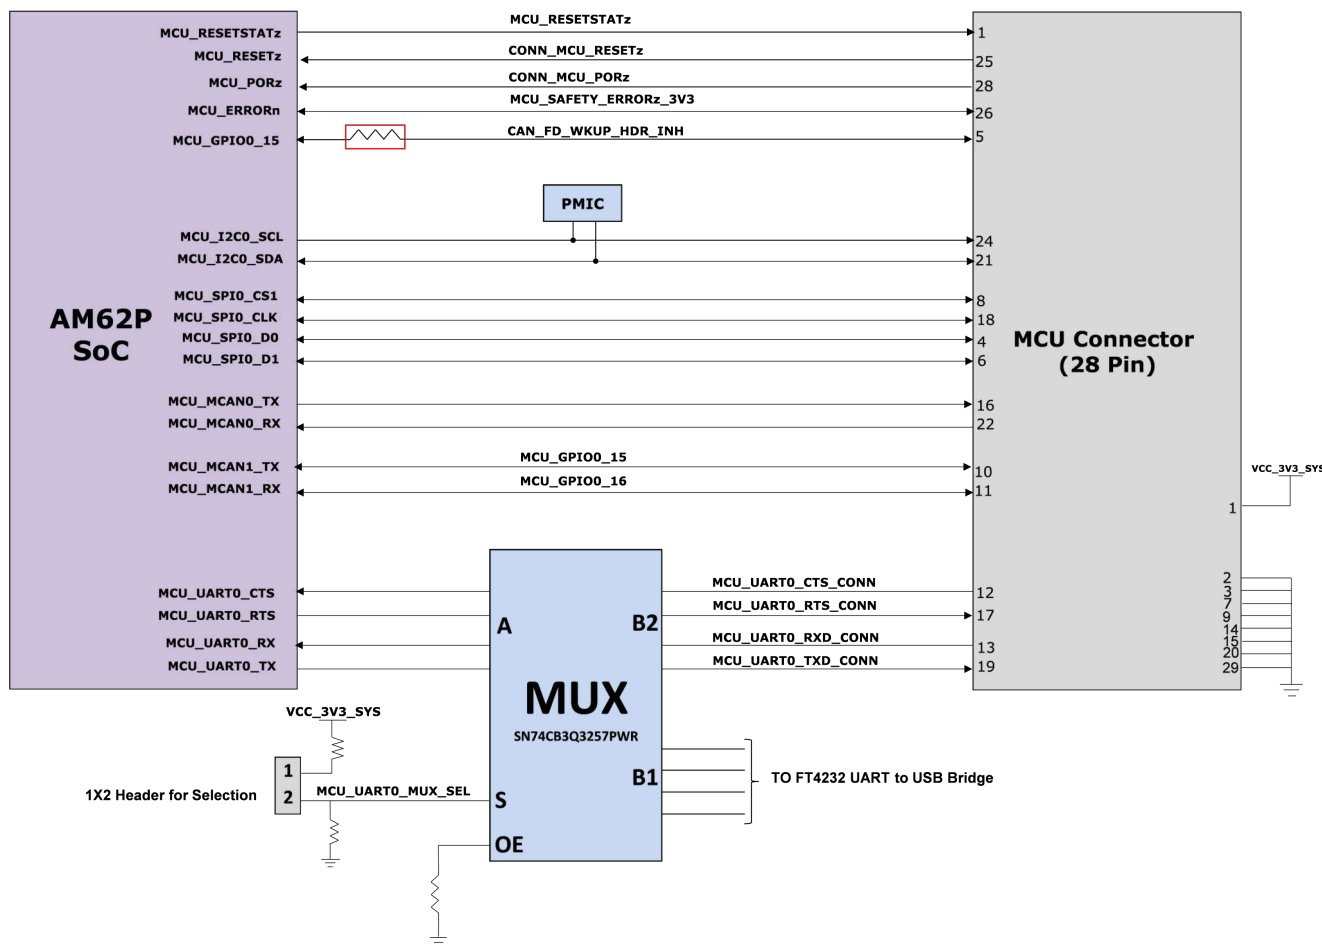 MCU_RESETSTATz
MCU_RESETSTATz
1
MCU_RESETz
CONN_MCU_RESETz
25
MCU_PORz
CONN_MCU_PORz
28
MCU_ERRORn
MCU_SAFETY_ERRORz_3V3
26
MCU_GPIO0_15
CAN_FD_WKUP_HDR_INH
5
PMIC
MCU_I2C0_SCL
24
MCU_I2C0_SDA
21
MCU_SPI0_CS1
8
MCU_SPI0_CLK
18
MCU_SPI0_D0
4
MCU_SPI0_D1
6
AM62P
SoC
MCU Connector
(28 Pin)
MCU_MCAN0_TX
16
MCU_MCAN0_RX
22
MCU_MCAN1_TX
MCU_GPIO0_15
10
MCU_MCAN1_RX
MCU_GPIO0_16
11
VCC_3V3_SYS
1
2
3
7
9
14
15
20
29
MCU_UART0_CTS
MCU_UART0_CTS_CONN
12
MCU_UART0_RTS
MCU_UART0_RTS_CONN
17
A
B2
MCU_UART0_RX
MCU_UART0_RXD_CONN
13
MCU_UART0_TX
MCU_UART0_TXD_CONN
19
MUX
SN74CB3Q3257PWR
VCC_3V3_SYS
1
2
1X2 Header for Selection
MCU_UART0_MUX_SEL
S
OE
B1
TO FT4232 UART to USB Bridge